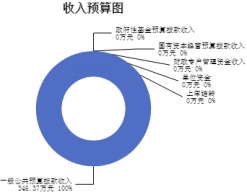 收入预算图
政府性基金预算拨款收入
0万元 0%
国有资本经营预算拨款收入
0万元 0%
财政专户管理资金收入
0万元 0%
单位资金
0万元 0%
上年结转
0万元 0%
一般公共预算拨款收入
346.37万元 100%